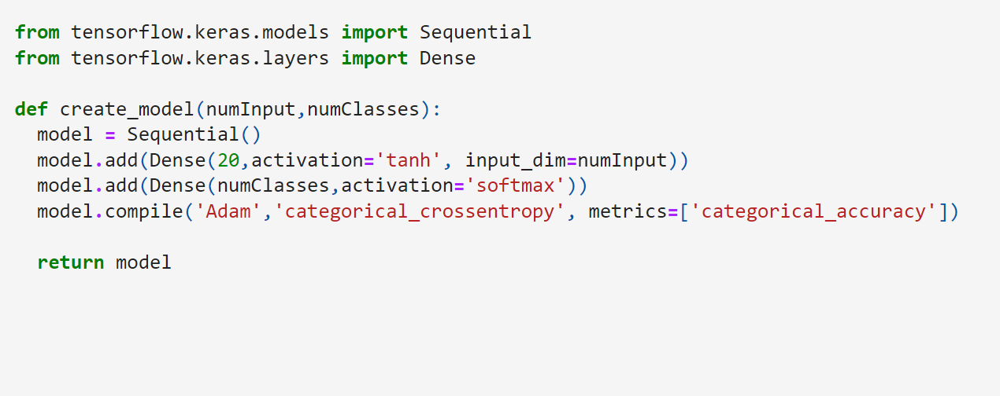 from tensorflow.keras.models import Sequential
from tensorflow.keras.layers import Dense
def create_model(numInput,numClasses):
  model = Sequential()
  model.add(Dense(20,activation='tanh', input_dim=numInput))
  model.add(Dense(numClasses,activation='softmax'))
  model.compile('Adam','categorical_crossentropy', metrics=['categorical_accuracy'])
  return model